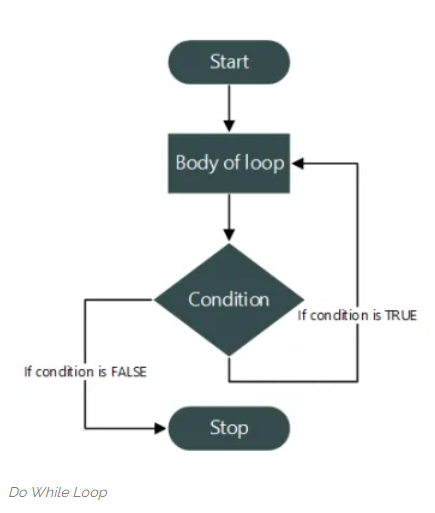 Start
Body of loop
Condition
If condition is TRUE
If condition is FALSE
Stop
Do While Loop